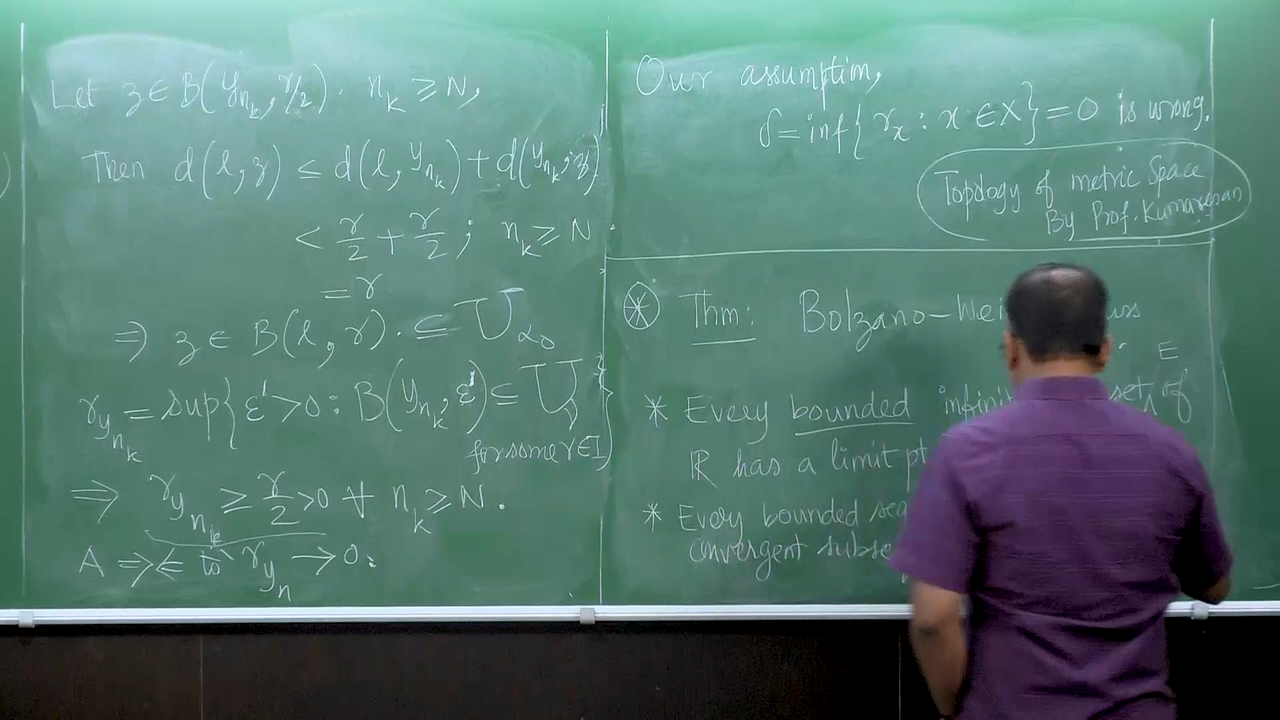 Let z ∈ B(y_{n_k}, r/2). n_k ≥ N,
Then d(l, z) ≤ d(l, y_{n_k}) + d(y_{n_k}, z)
< r/2 + r/2 ; n_k ≥ N.
= r
⇒ z ∈ B(l, r). ⊆ U_{α_0}
r_{y_{n_k}} = sup{ε' > 0 : B(y_{n_k}, ε') ⊆ U_γ
for some γ ∈ I}
⇒ r_{y_{n_k}} ≥ r/2 > 0 ∀ n_k ≥ N.
A ⇒⇐ to r_{y_n} → 0.
Our assumption,
δ = inf{ r_x : x ∈ X} = 0 is wrong.
Topology of metric Space
By Prof. Kumaresan
⊛ Thm: Bolzano-
E
* Every bounded of
ℝ has a limit pt
* Every bounded
convergent